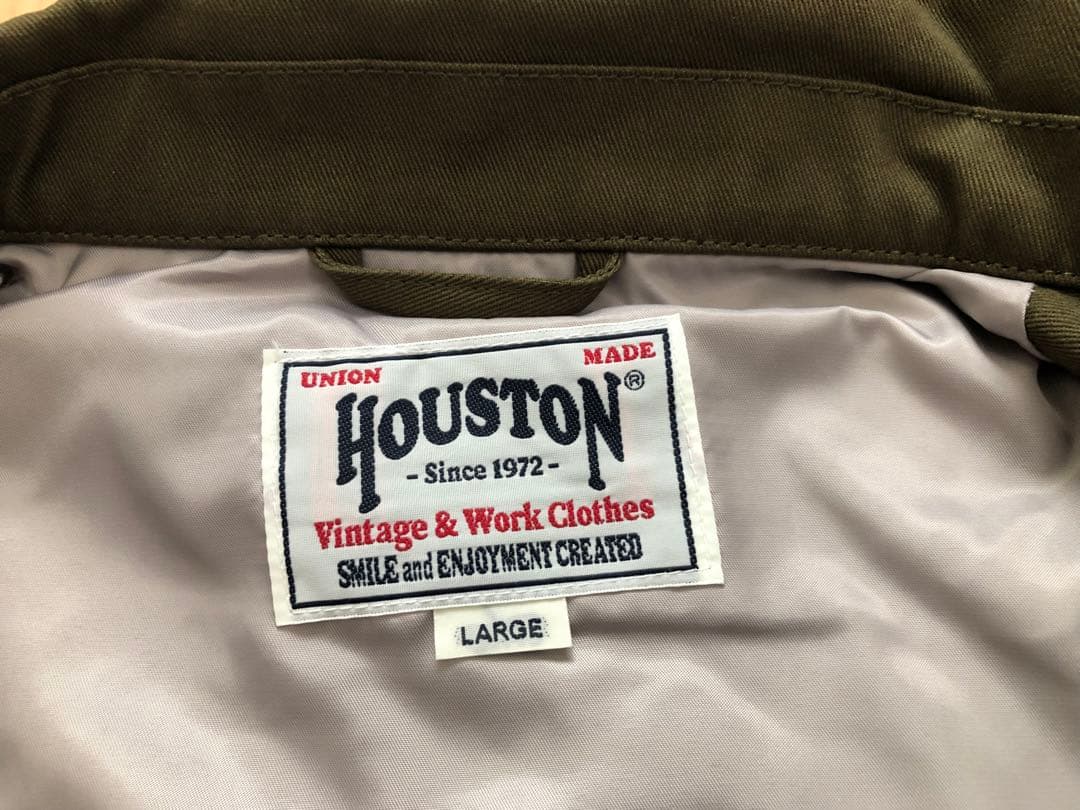 UNION MADE
HOUSTON®
- Since 1972 -
Vintage & Work Clothes
SMILE and ENJOYMENT CREATED
LARGE